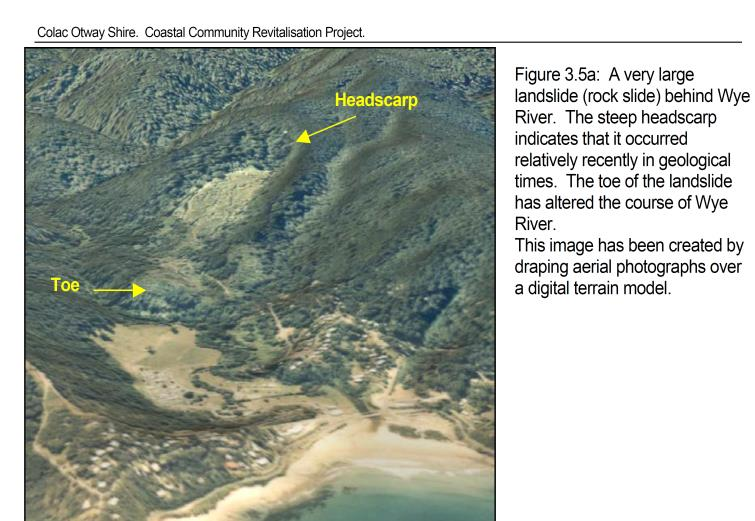 Colac Otway Shire.  Coastal Community Revitalisation Project.
Headscarp
Toe
Figure 3.5a:  A very large
landslide (rock slide) behind Wye
River.  The steep headscarp
indicates that it occurred
relatively recently in geological
times.  The toe of the landslide
has altered the course of Wye
River.
This image has been created by
draping aerial photographs over
a digital terrain model.